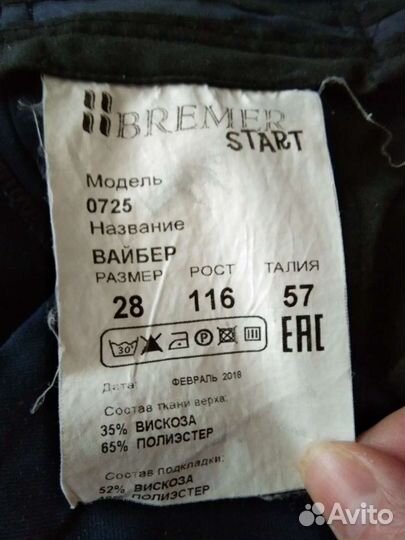 BREMER
START
Модель
0725
Название
ВАЙБЕР
РАЗМЕР РОСТ ТАЛИЯ
28 116 57
30° P EAC
Дата: ФЕВРАЛЬ 2018
Состав ткани верха:
35% ВИСКОЗА
65% ПОЛИЭСТЕР
Состав подкладки:
52% ВИСКОЗА
ПОЛИЭСТЕР
Avito